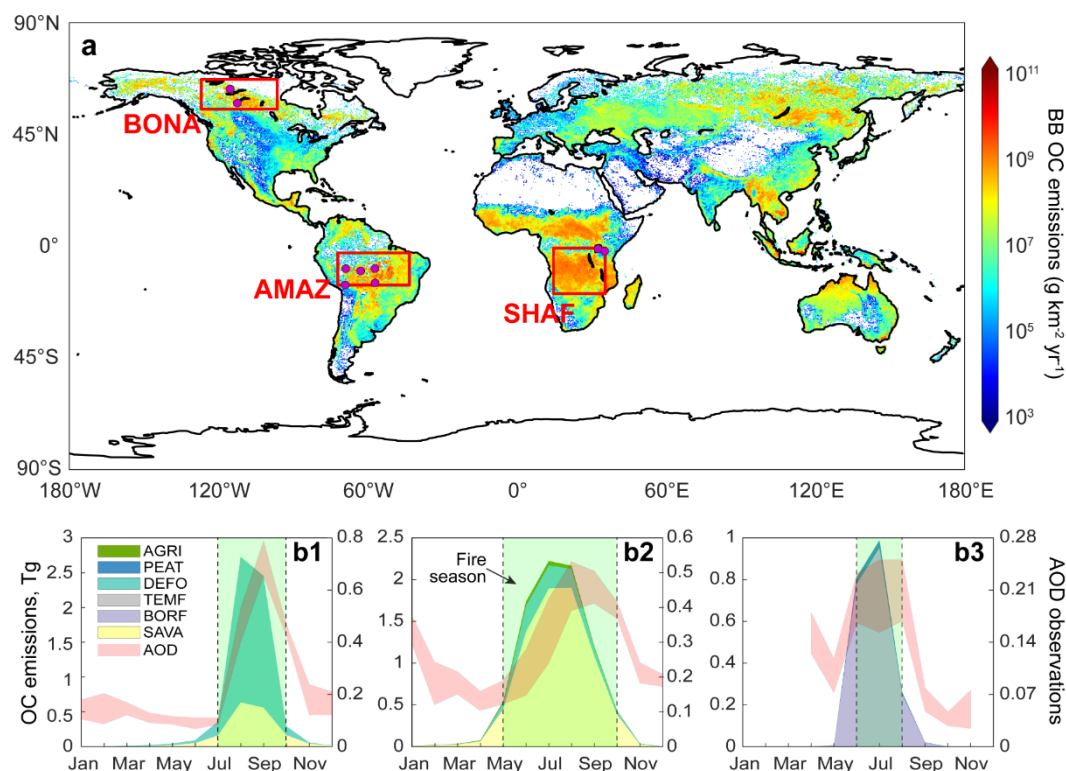 90°N
a
BONA
45°N
0°
AMAZ
SHAF
45°S
90°S
180°W 120°W 60°W 0° 60°E 120°E 180°E
10¹¹
10⁹
10⁷
10⁵
10³
BB OC emissions (g km⁻² yr⁻¹)
OC emissions, Tg
3
2.5
2
1.5
1
0.5
0
AGRI
PEAT
DEFO
TEMF
BORF
SAVA
AOD
b1
0.8
0.6
0.4
0.2
0
Jan Mar May Jul Sep Nov
2.5
2
1.5
1
0.5
0
Fire
season
b2
0.6
0.5
0.4
0.3
0.2
0.1
0
Jan Mar May Jul Sep Nov
1
0.8
0.6
0.4
0.2
0
b3
0.28
0.21
0.14
0.07
0
Jan Mar May Jul Sep Nov
AOD observations